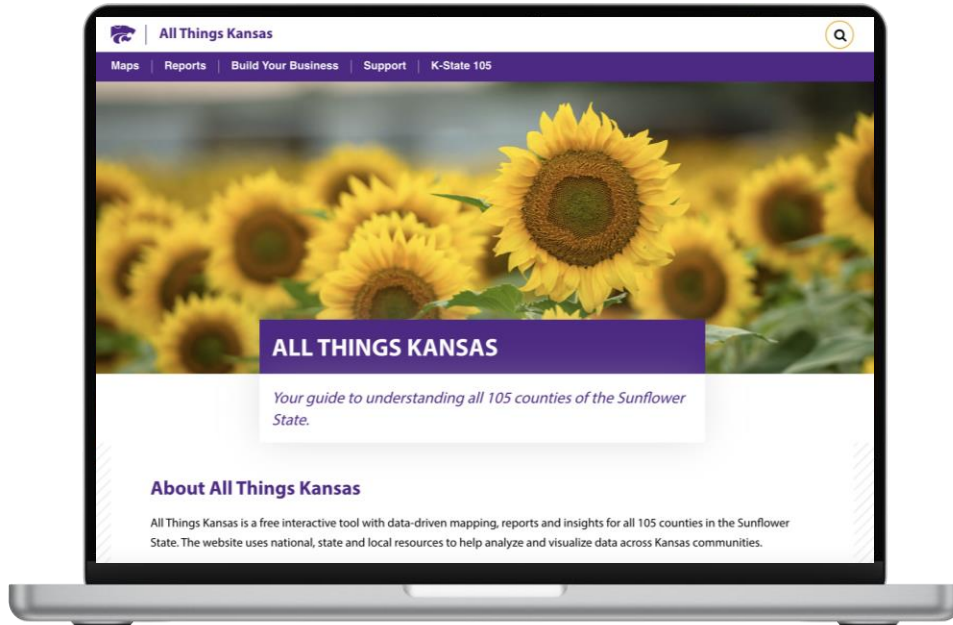 All Things Kansas
Maps | Reports | Build Your Business | Support | K-State 105
ALL THINGS KANSAS
Your guide to understanding all 105 counties of the Sunflower
State.
About All Things Kansas
All Things Kansas is a free interactive tool with data-driven mapping, reports and insights for all 105 counties in the Sunflower
State. The website uses national, state and local resources to help analyze and visualize data across Kansas communities.